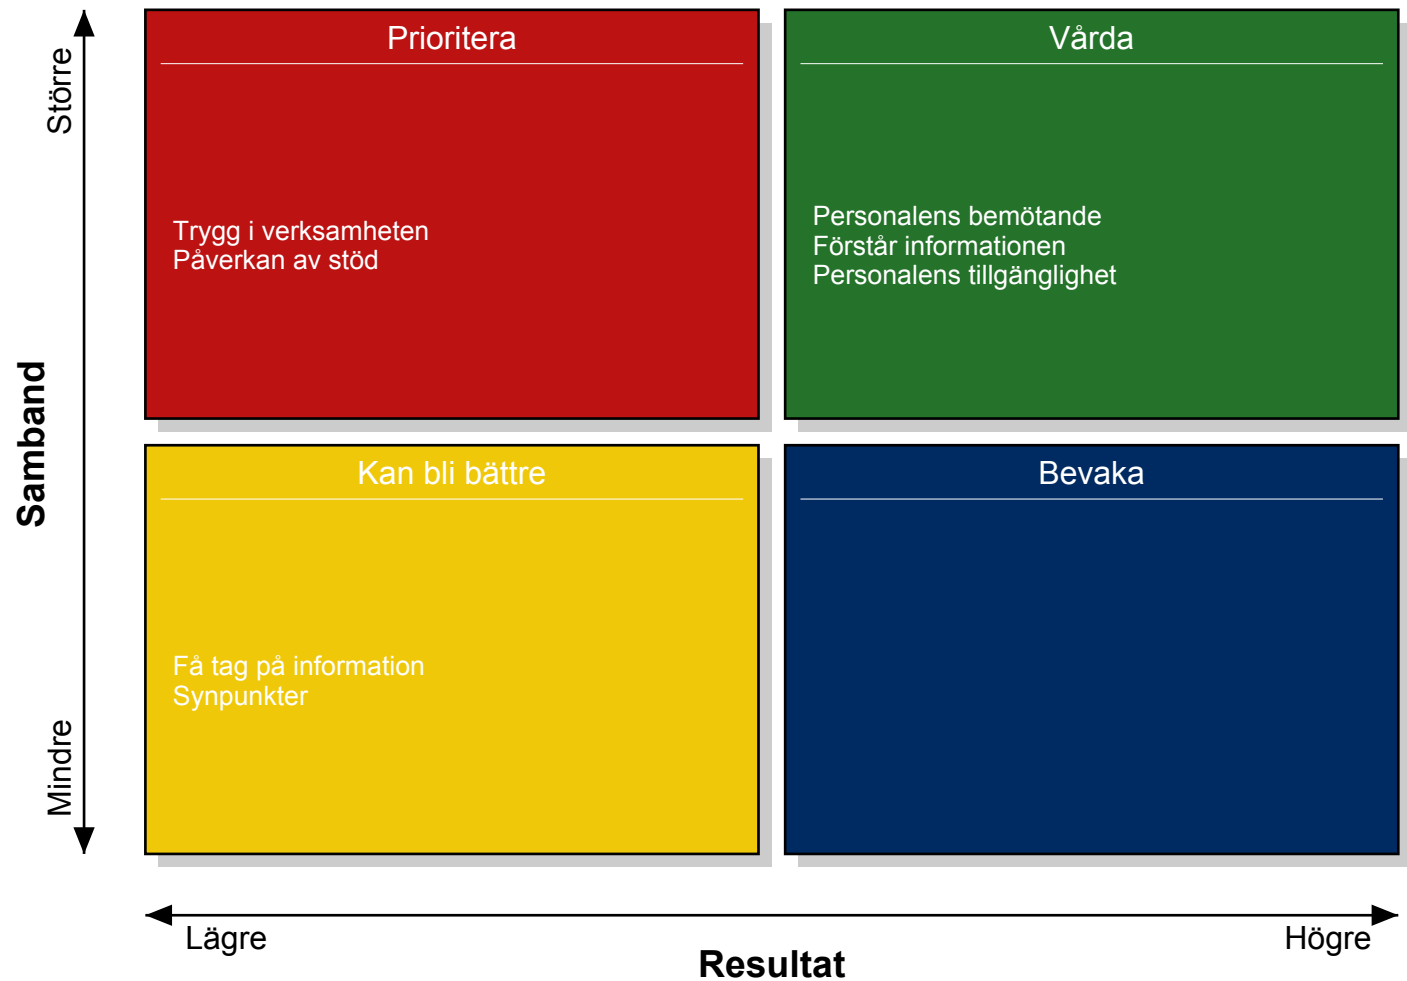 Större
Samband
Mindre
Prioritera
Trygg i verksamheten
Påverkan av stöd
Vårda
Personalens bemötande
Förstår informationen
Personalens tillgänglighet
Kan bli bättre
Få tag på information
Synpunkter
Bevaka
Lägre
Högre
Resultat